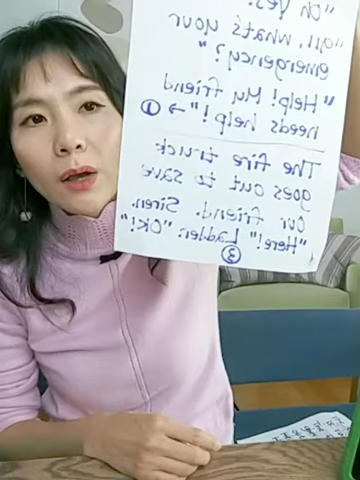 "Oh yes!
"911, what's your
emergency?"
"Help! My friend
needs help!" → ①
The fire truck
goes out to save
our friend. Siren.
"Here!" Ladder. "OK!"
③